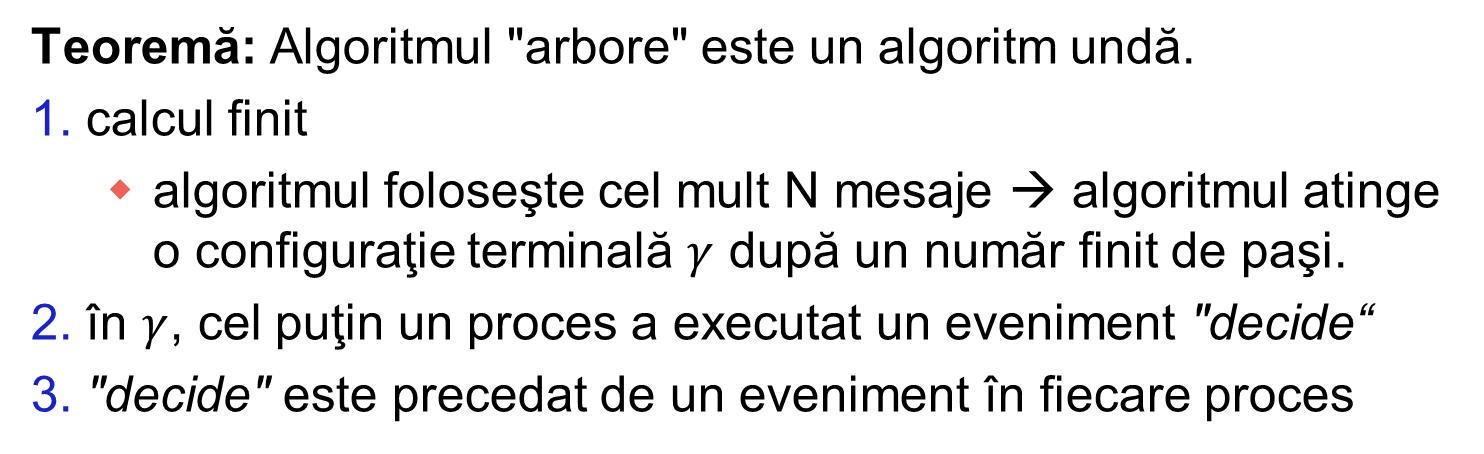 Teoremă: Algoritmul "arbore" este un algoritm undă.
1. calcul finit
◆ algoritmul foloseşte cel mult N mesaje → algoritmul atinge
o configuraţie terminală γ după un număr finit de paşi.
2. în γ, cel puţin un proces a executat un eveniment "decide“
3. "decide" este precedat de un eveniment în fiecare proces